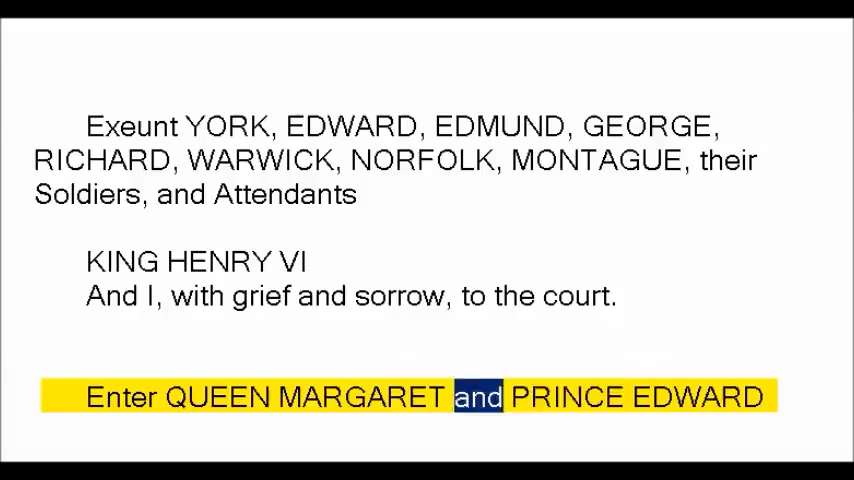 Exeunt YORK, EDWARD, EDMUND, GEORGE,
RICHARD, WARWICK, NORFOLK, MONTAGUE, their
Soldiers, and Attendants
KING HENRY VI
And I, with grief and sorrow, to the court.
Enter QUEEN MARGARET and PRINCE EDWARD